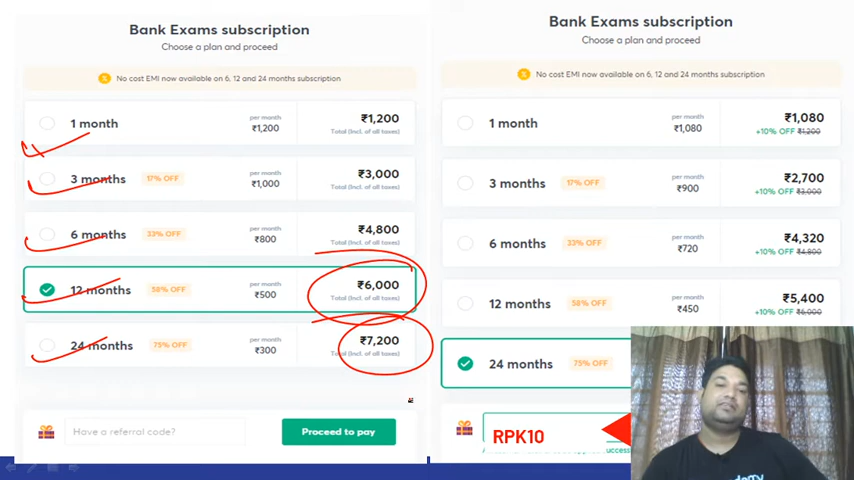 Bank Exams subscription
Choose a plan and proceed
No cost EMI now available on 6, 12 and 24 months subscription
1 month
per month
₹1,200
₹1,200
Total (Incl. of all taxes)
3 months
17% OFF
₹1,000
₹3,000
Total (Incl. of all taxes)
6 months
33% OFF
per month
₹800
₹4,800
Total (Incl. of all taxes)
12 months
58% OFF
per month
₹500
₹6,000
Total (Incl. of all taxes)
24 months
75% OFF
per month
₹300
₹7,200
Total (Incl. of all taxes)
Have a referral code?
Proceed to pay
Bank Exams subscription
Choose a plan and proceed
No cost EMI now available on 6, 12 and 24 months subscription
1 month
per month
₹1,080
₹1,080
+10% OFF ₹1,200
3 months
17% OFF
per month
₹900
₹2,700
+10% OFF ₹3,000
6 months
33% OFF
per month
₹720
₹4,320
+10% OFF ₹4,800
12 months
58% OFF
per month
₹450
₹5,400
+10% OFF ₹6,000
24 months
75% OFF
RPK10